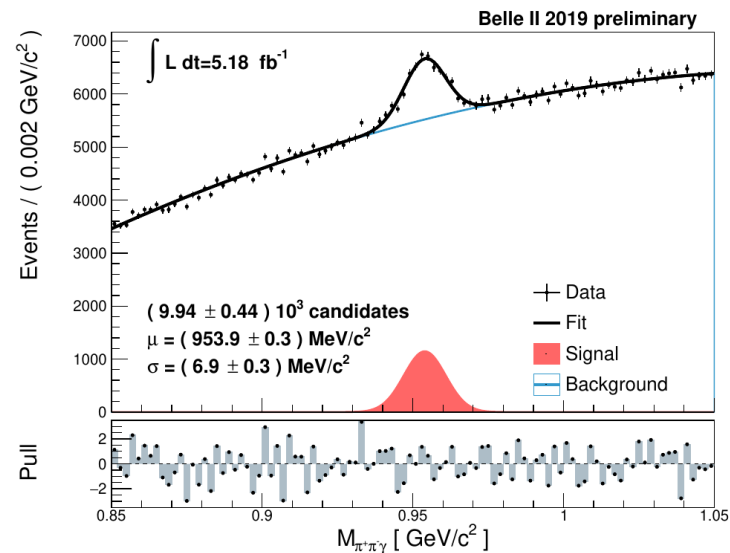 Belle II 2019 preliminary
∫ L dt=5.18 fb⁻¹
Events / ( 0.002 GeV/c² )
7000
6000
5000
4000
3000
2000
1000
0
( 9.94 ± 0.44 ) 10³ candidates
μ = ( 953.9 ± 0.3 ) MeV/c²
σ = ( 6.9 ± 0.3 ) MeV/c²
Data
Fit
Signal
Background
Pull
2
0
−2
0.85 0.9 0.95 1 1.05
M_π⁺π⁻γ [ GeV/c² ]